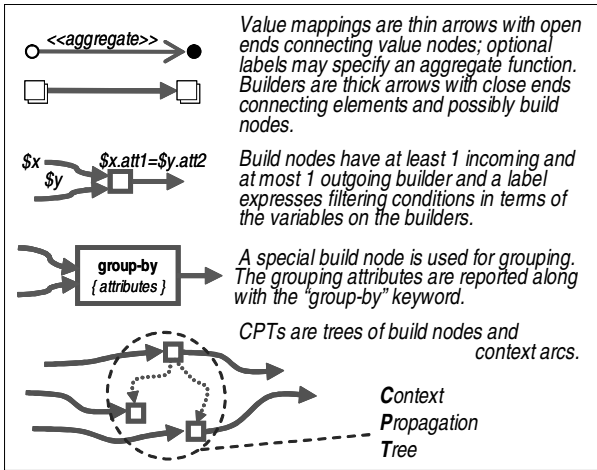 <<aggregate>>
Value mappings are thin arrows with open
ends connecting value nodes; optional
labels may specify an aggregate function.
Builders are thick arrows with close ends
connecting elements and possibly build
nodes.
$x
$y
$x.att1=$y.att2
Build nodes have at least 1 incoming and
at most 1 outgoing builder and a label
expresses filtering conditions in terms of
the variables on the builders.
group-by
{ attributes }
A special build node is used for grouping.
The grouping attributes are reported along
with the “group-by” keyword.
CPTs are trees of build nodes and
context arcs.
Context
Propagation
Tree